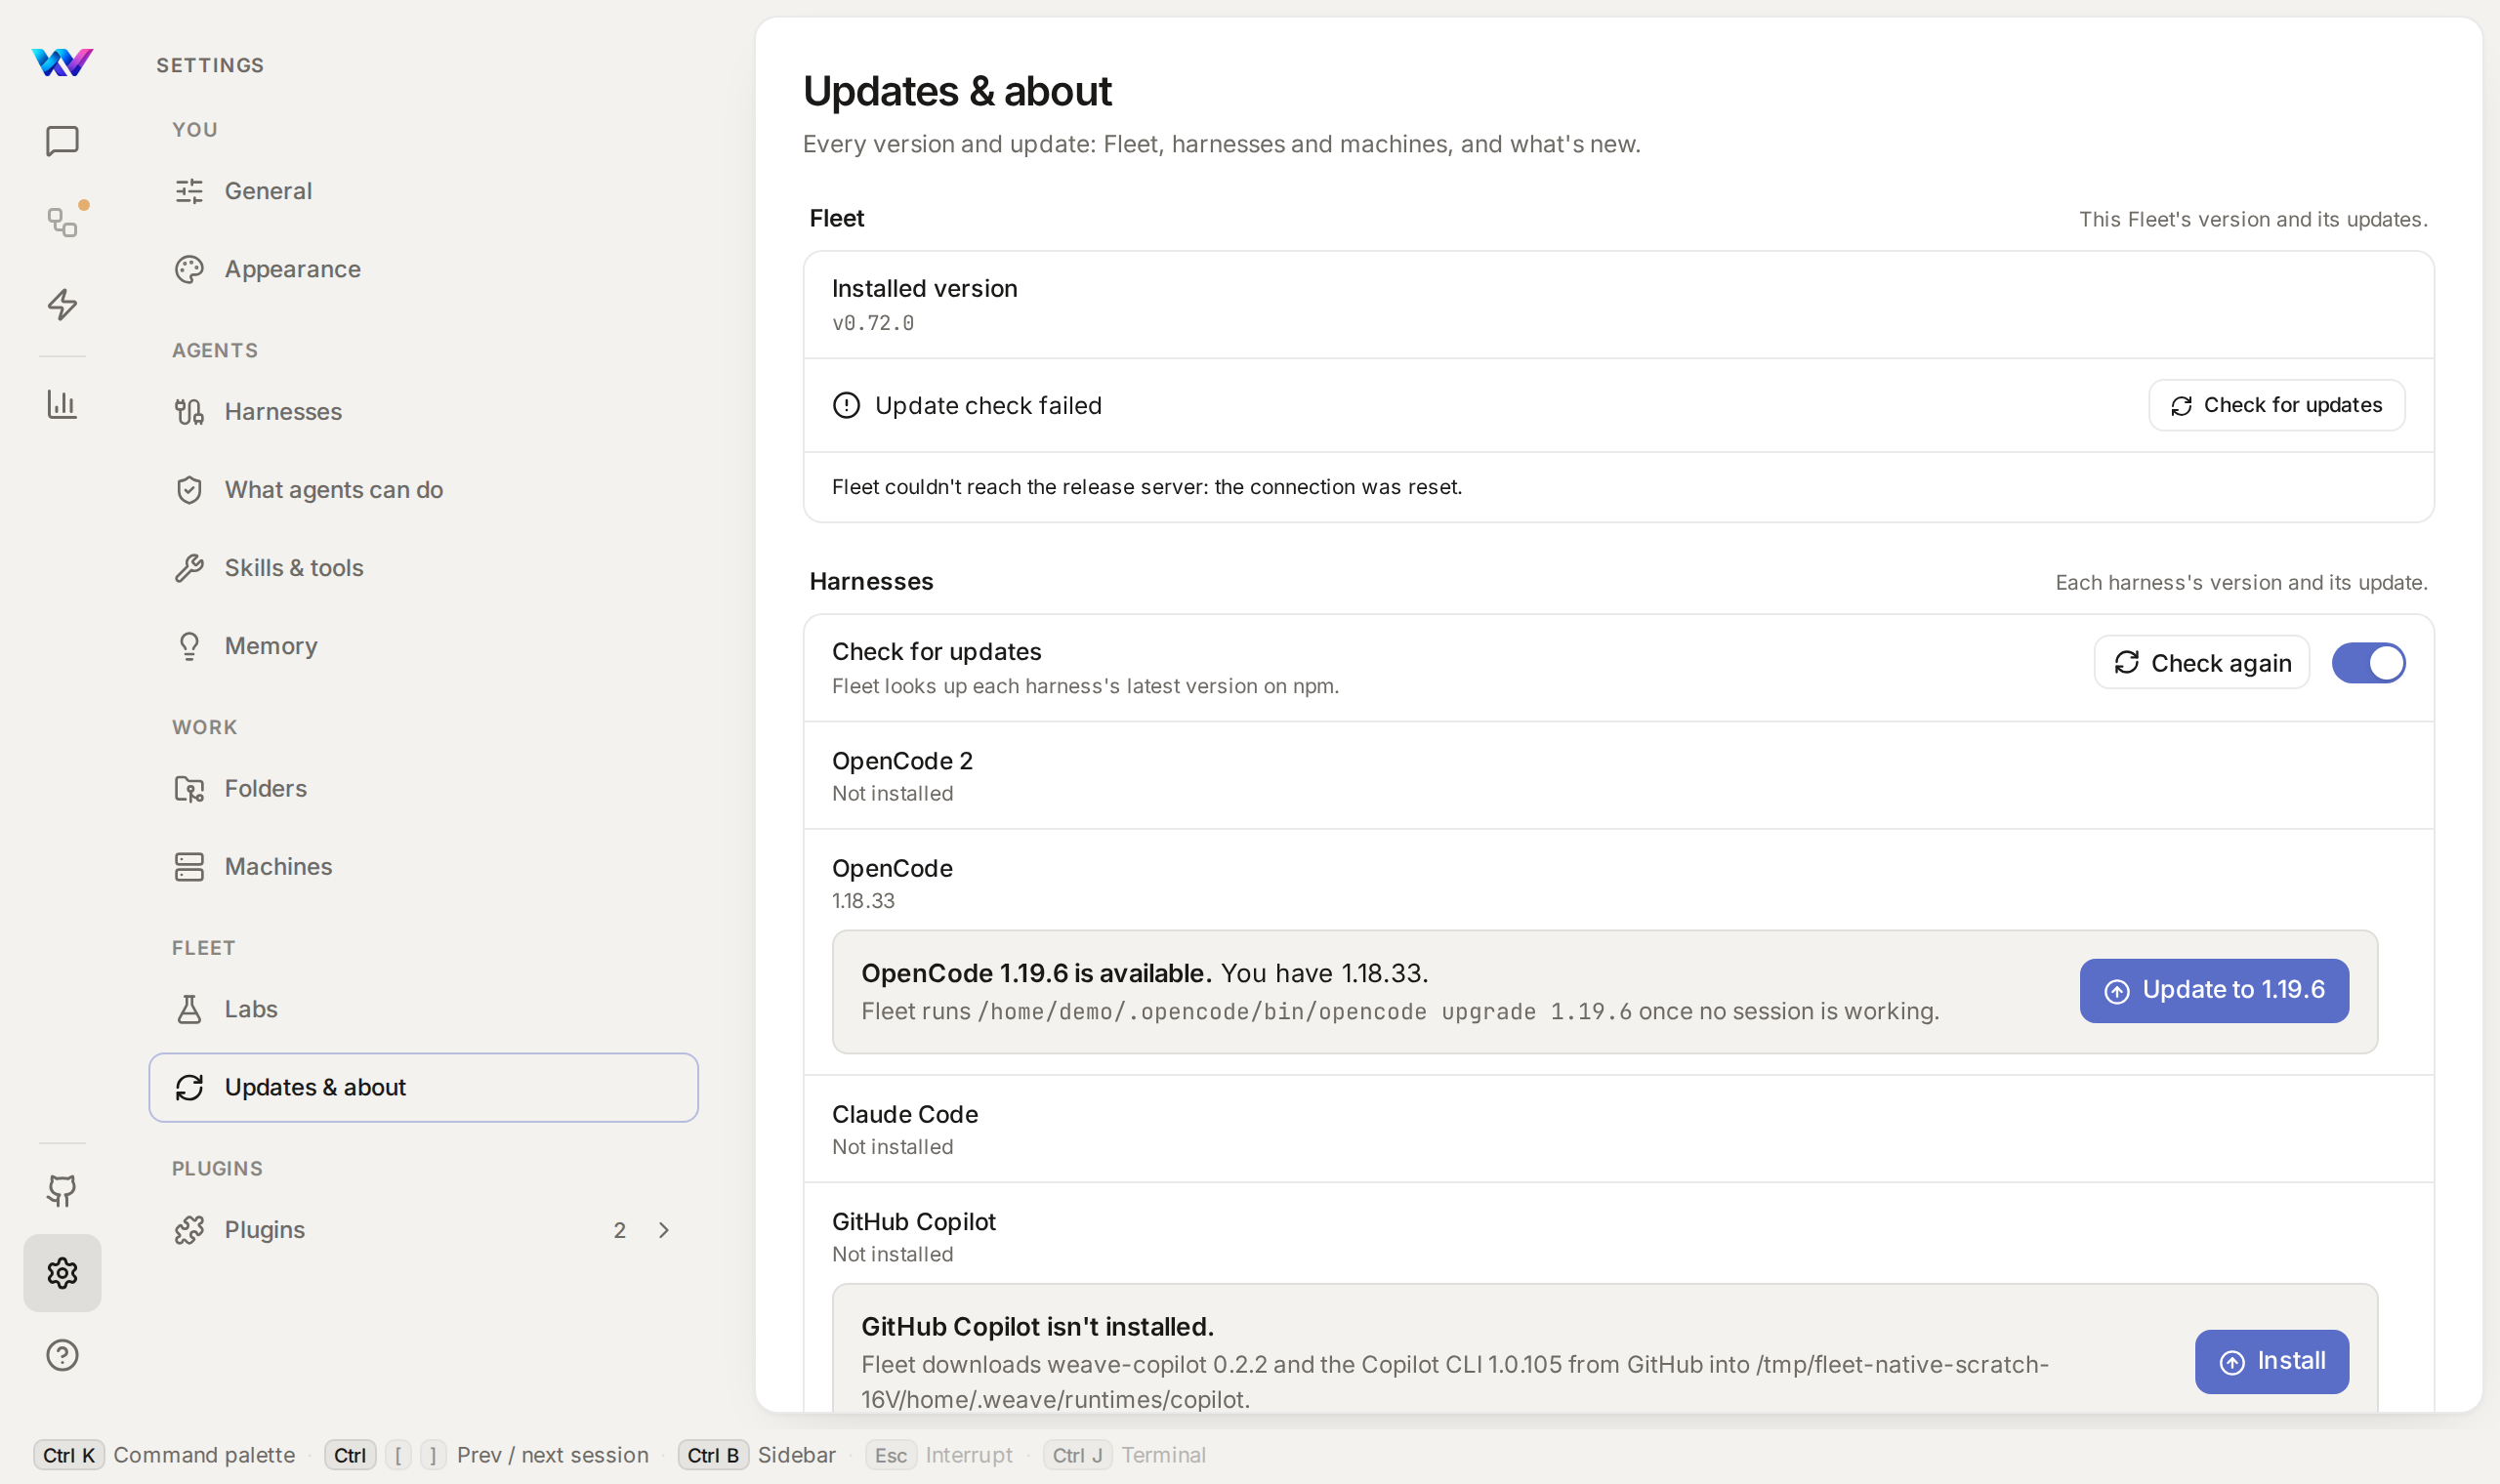 SETTINGS
YOU
General
Appearance
AGENTS
Harnesses
What agents can do
Skills & tools
Memory
WORK
Folders
Machines
FLEET
Labs
Updates & about
PLUGINS
Plugins 2
Updates & about
Every version and update: Fleet, harnesses and machines, and what's new.
Fleet This Fleet's version and its updates.
Installed version
v0.72.0
Update check failed Check for updates
Fleet couldn't reach the release server: the connection was reset.
Harnesses Each harness's version and its update.
Check for updates Check again
Fleet looks up each harness's latest version on npm.
OpenCode 2
Not installed
OpenCode
1.18.33
OpenCode 1.19.6 is available. You have 1.18.33.
Fleet runs /home/demo/.opencode/bin/opencode upgrade 1.19.6 once no session is working.
Update to 1.19.6
Claude Code
Not installed
GitHub Copilot
Not installed
GitHub Copilot isn't installed.
Fleet downloads weave-copilot 0.2.2 and the Copilot CLI 1.0.105 from GitHub into /tmp/fleet-native-scratch-
16V/home/.weave/runtimes/copilot.
Install
Ctrl K Command palette · Ctrl [ ] Prev / next session · Ctrl B Sidebar · Esc Interrupt · Ctrl J Terminal